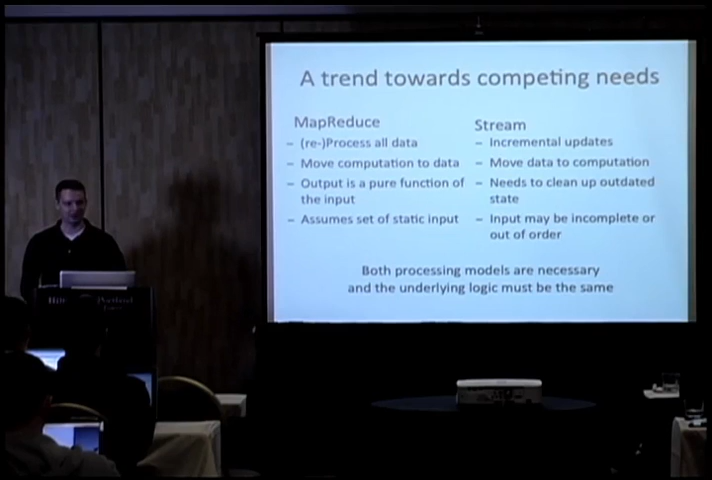 A trend towards competing needs
MapReduce
– (re-)Process all data
– Move computation to data
– Output is a pure function of
the input
– Assumes set of static input
Stream
– Incremental updates
– Move data to computation
– Needs to clean up outdated
state
– Input may be incomplete or
out of order
Both processing models are necessary
and the underlying logic must be the same
Portland